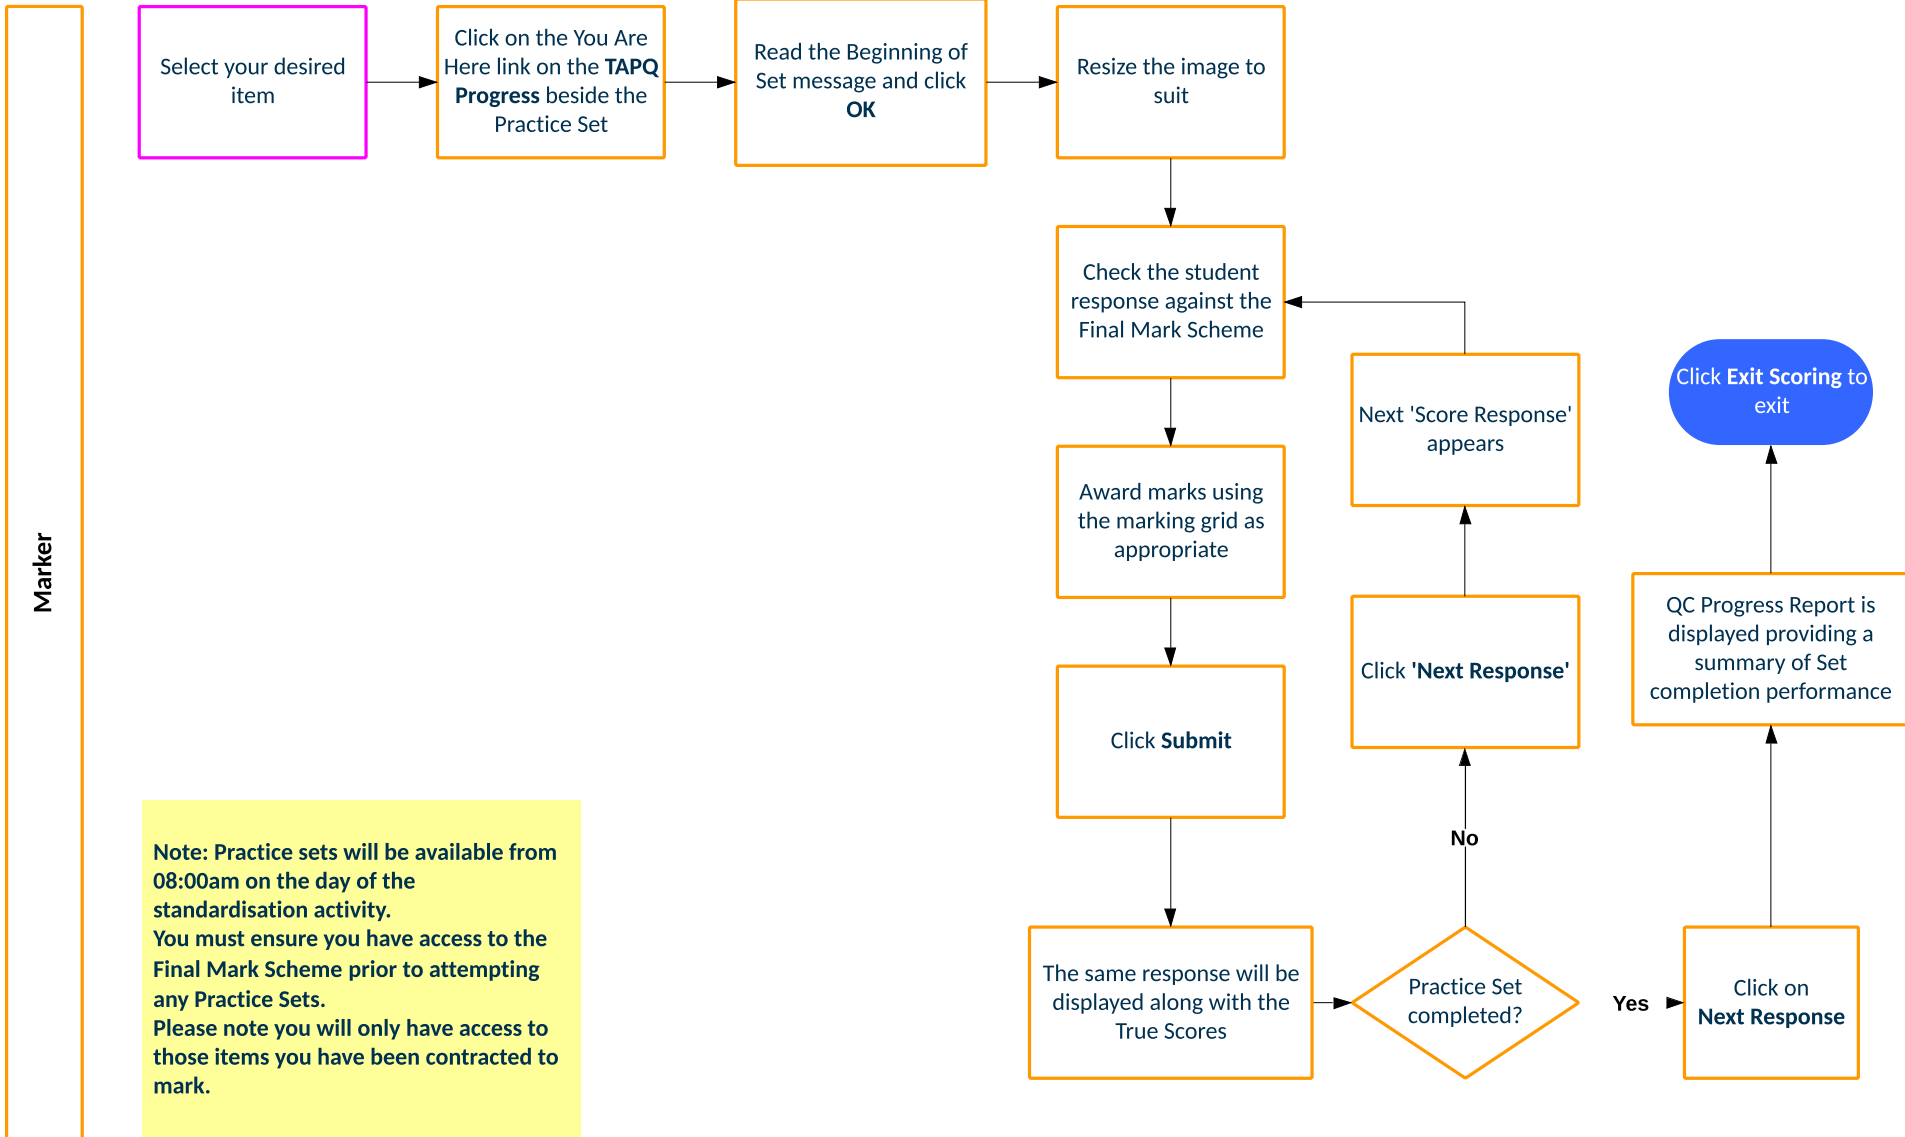 Marker
Select your desired
item
Click on the You Are
Here link on the TAPQ
Progress beside the
Practice Set
Read the Beginning of
Set message and click
OK
Resize the image to
suit
Check the student
response against the
Final Mark Scheme
Award marks using
the marking grid as
appropriate
Click Submit
The same response will be
displayed along with the
True Scores
Practice Set
completed?
No
Click 'Next Response'
Next 'Score Response'
appears
Yes
Click on
Next Response
QC Progress Report is
displayed providing a
summary of Set
completion performance
Click Exit Scoring to
exit
Note: Practice sets will be available from
08:00am on the day of the
standardisation activity.
You must ensure you have access to the
Final Mark Scheme prior to attempting
any Practice Sets.
Please note you will only have access to
those items you have been contracted to
mark.